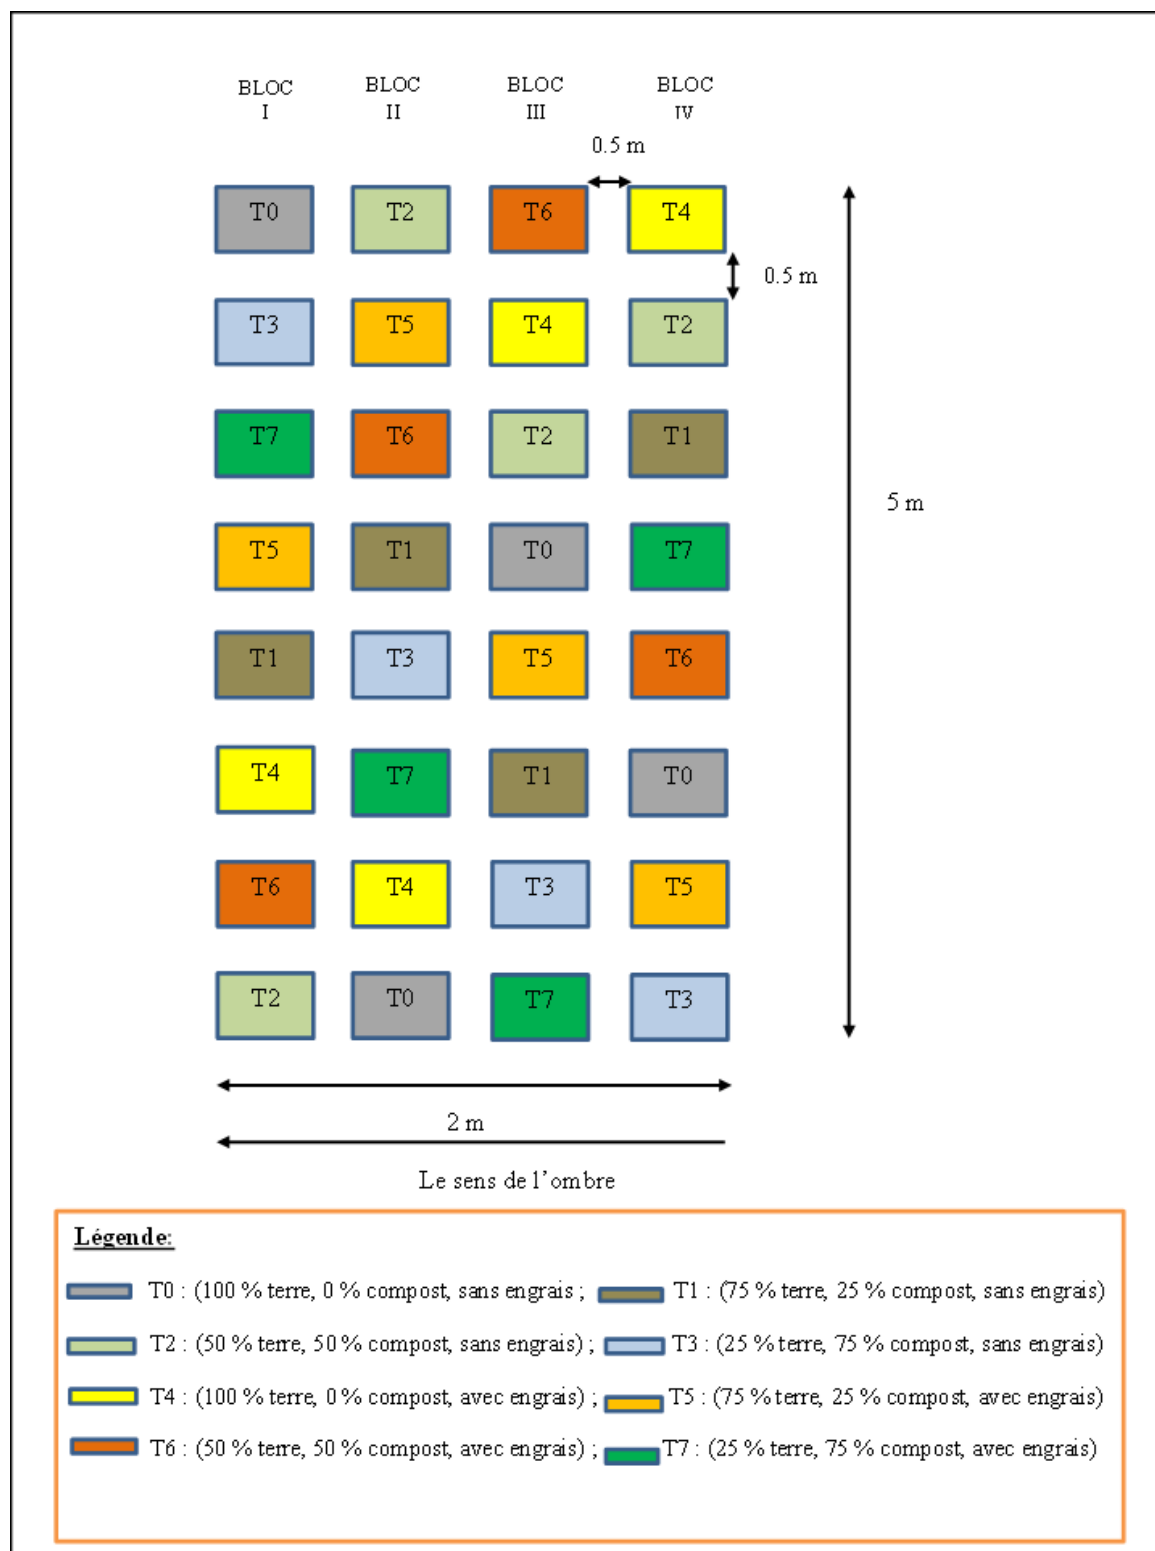 BLOC BLOC BLOC BLOC
I II III IV
0.5 m
T0 T2 T6 T4
0.5 m
T3 T5 T4 T2
T7 T6 T2 T1
5 m
T5 T1 T0 T7
T1 T3 T5 T6
T4 T7 T1 T0
T6 T4 T3 T5
T2 T0 T7 T3
2 m
Le sens de l’ombre
Légende:
T0 : (100 % terre, 0 % compost, sans engrais ; T1 : (75 % terre, 25 % compost, sans engrais)
T2 : (50 % terre, 50 % compost, sans engrais) ; T3 : (25 % terre, 75 % compost, sans engrais)
T4 : (100 % terre, 0 % compost, avec engrais) ; T5 : (75 % terre, 25 % compost, avec engrais)
T6 : (50 % terre, 50 % compost, avec engrais) ; T7 : (25 % terre, 75 % compost, avec engrais)